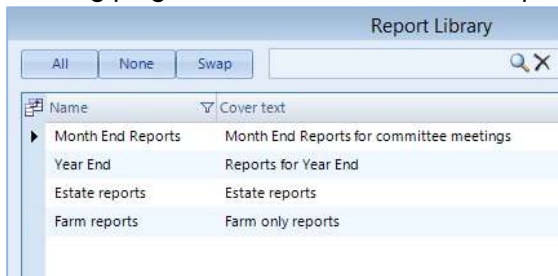 Report Library
All None Swap
Name Cover text
Month End Reports Month End Reports for committee meetings
Year End Reports for Year End
Estate reports Estate reports
Farm reports Farm only reports